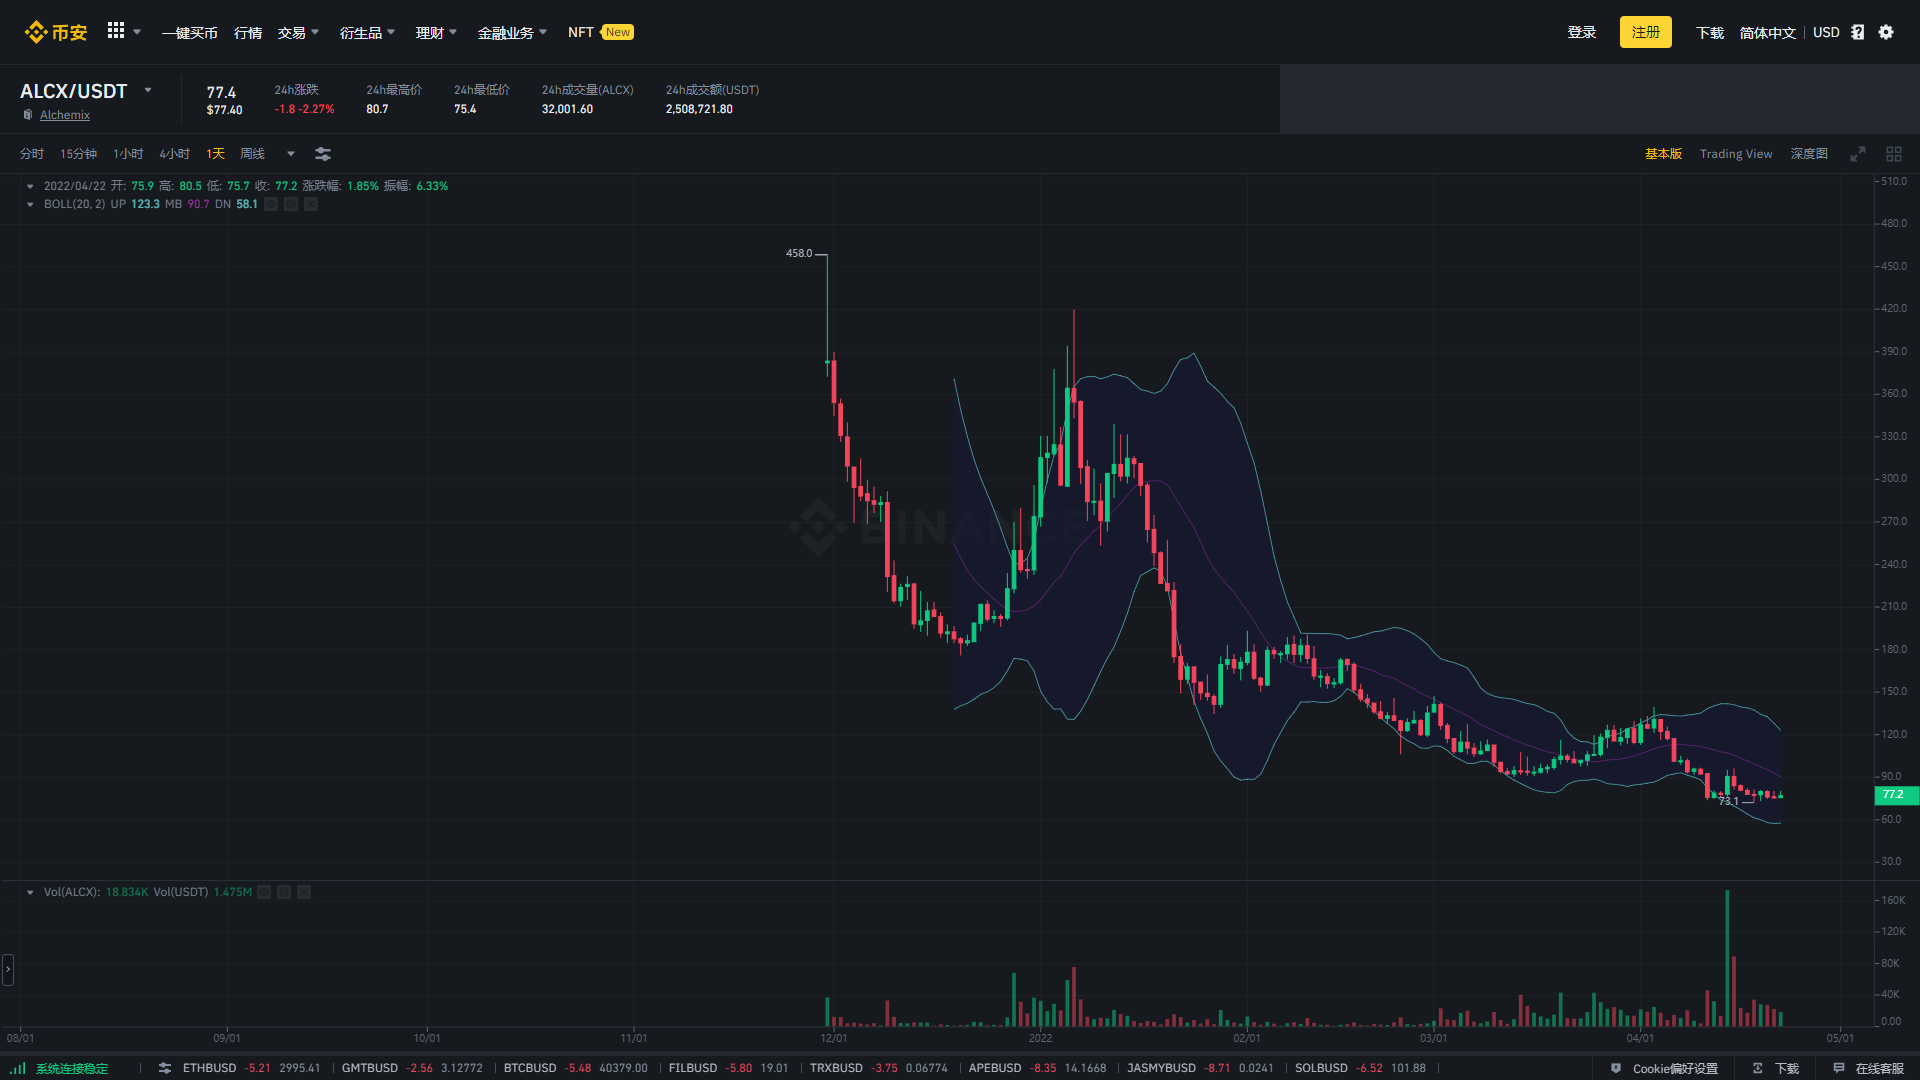 币安 一键买币 行情 交易 衍生品 理财 金融业务 NFT New 登录 注册 下载 简体中文 USD
ALCX/USDT
Alchemix
77.4
$77.40
24h涨跌
-1.8 -2.27%
24h最高价
80.7
24h最低价
75.4
24h成交量(ALCX)
32,001.60
24h成交额(USDT)
2,508,721.80
分时 15分钟 1小时 4小时 1天 周线 基本版 Trading View 深度图
2022/04/22 开: 75.9 高: 80.5 低: 75.7 收: 77.2 涨跌幅: 1.85% 振幅: 6.33%
BOLL(20, 2) UP 123.3 MB 90.7 DN 58.1
510.0
480.0
450.0
420.0
390.0
360.0
330.0
300.0
270.0
240.0
210.0
180.0
150.0
120.0
90.0
77.2
60.0
30.0
458.0
BINANCE
73.1
Vol(ALCX): 18.834K Vol(USDT) 1.475M
160K
120K
80K
40K
0.00
08/01 09/01 10/01 11/01 12/01 2022 02/01 03/01 04/01 05/01
系统连接稳定 ETHBUSD -5.21 2995.41 GMTBUSD -2.56 3.12772 BTCBUSD -5.48 40379.00 FILBUSD -5.80 19.01 TRXBUSD -3.75 0.06774 APEBUSD -8.35 14.1668 JASMYBUSD -8.71 0.0241 SOLBUSD -6.52 101.88 Cookie偏好设置 下载 在线客服